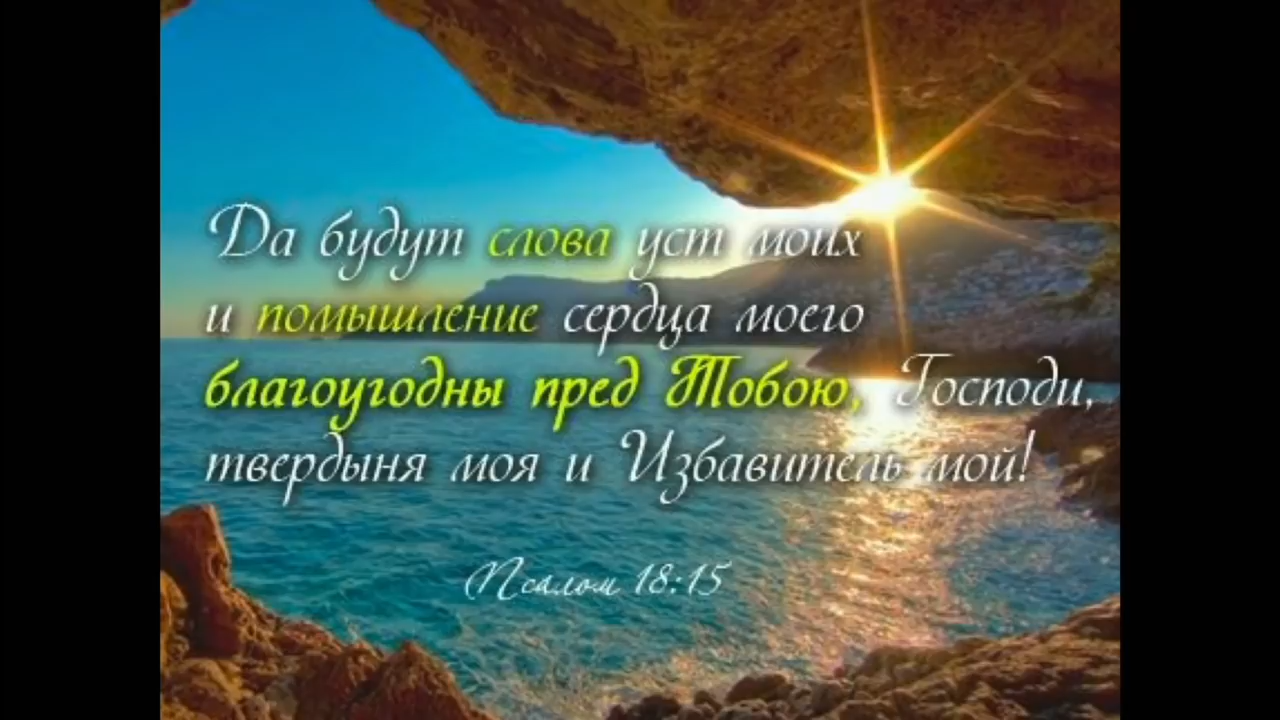 Да будут слова уст моих
и помышление сердца моего
благоугодны пред Тобою, Господи,
твердыня моя и Избавитель мой!
Псалом 18:15